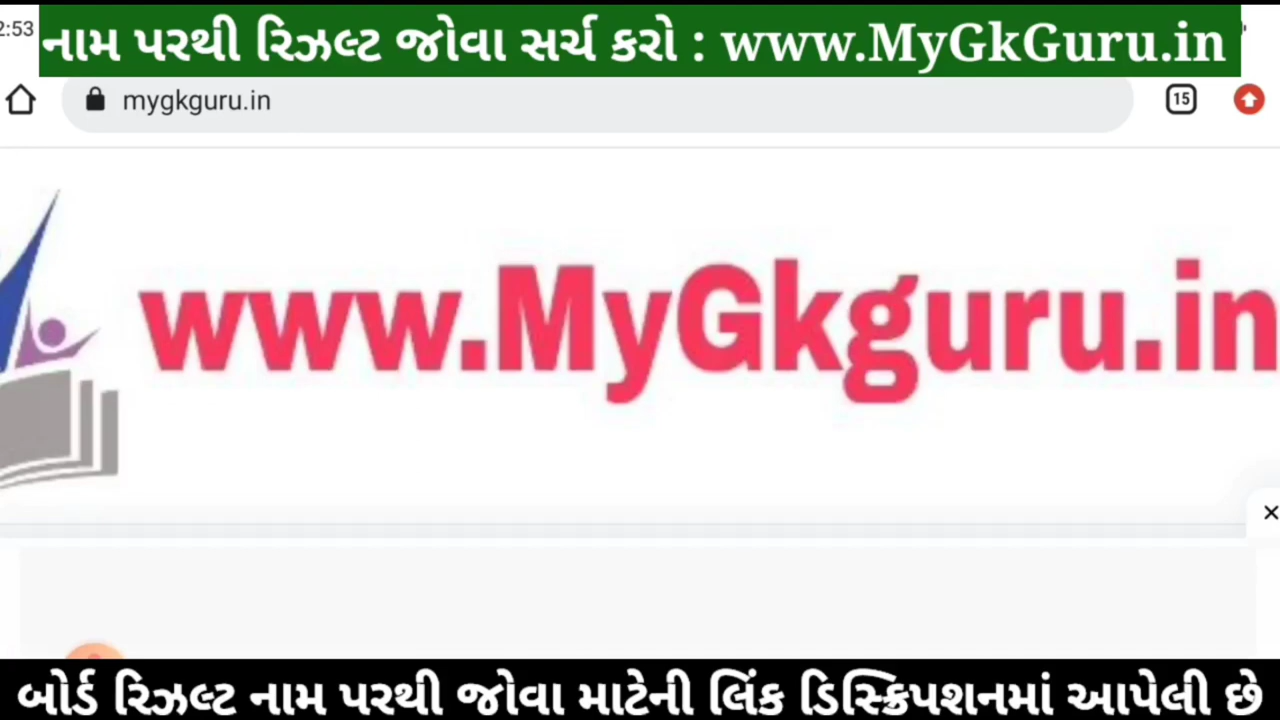 નામ પરથી રિઝલ્ટ જોવા સર્ચ કરો : www.MyGkGuru.in
2:53
mygkguru.in
15
www.MyGkguru.in
બોર્ડ રિઝલ્ટ નામ પરથી જોવા માટેની લિંક ડિસ્ક્રિપશનમાં આપેલી છે